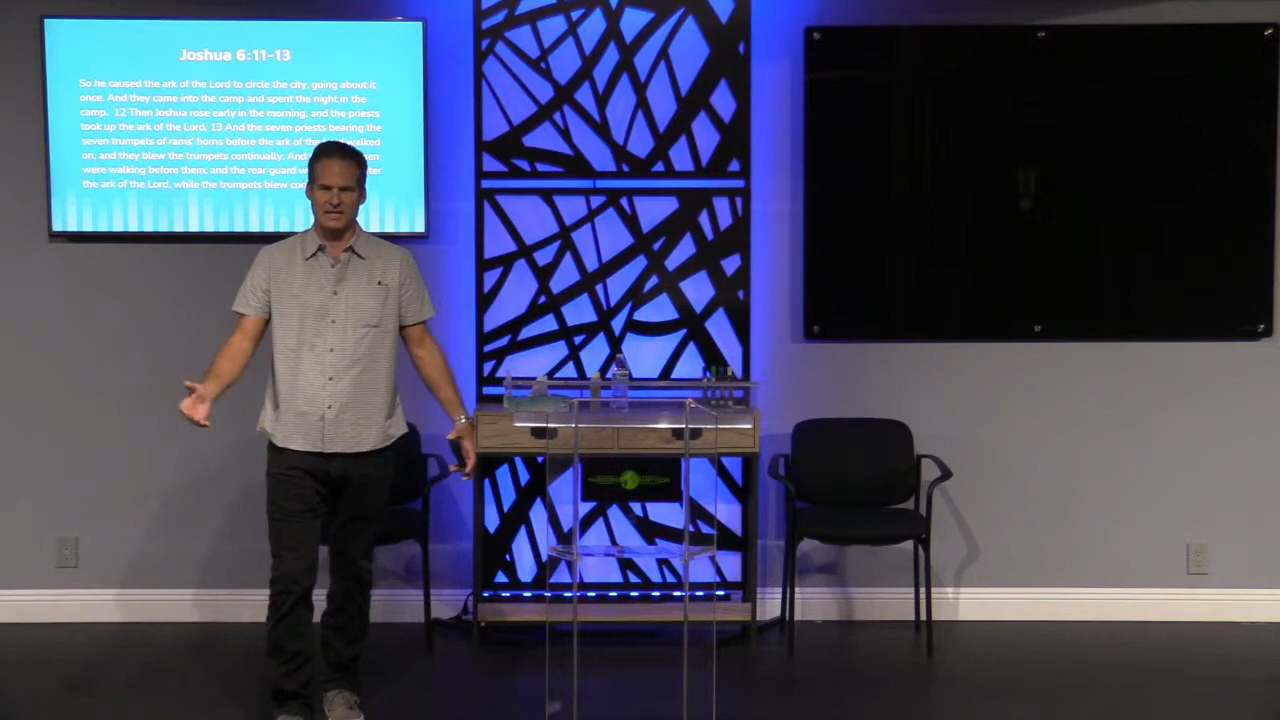 Joshua 6:11-13
So he caused the ark of the Lord to circle the city, going about it
once. And they came into the camp and spent the night in the
camp. 12 Then Joshua rose early in the morning, and the priests
took up the ark of the Lord. 13 And the seven priests bearing the
seven trumpets of rams' horns before the ark of the walked
on, and they blew the trumpets continually. And
were walking before them, and the rear guard
the ark of the Lord, while the trumpets blew